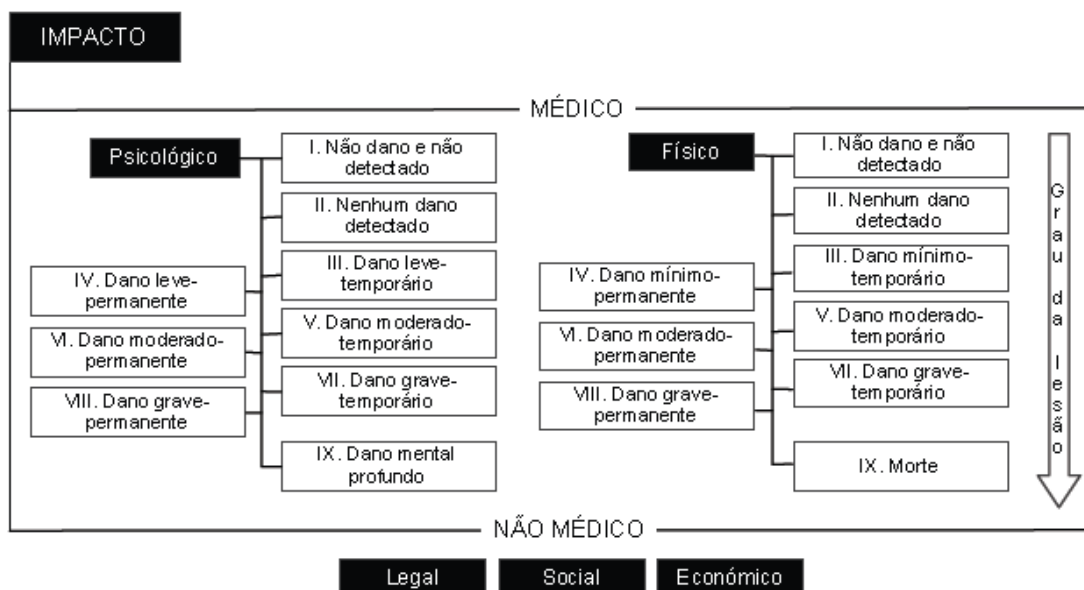 IMPACTO
MÉDICO
Psicológico
I. Não dano e não
detectado
II. Nenhum dano
detectado
III. Dano leve-
temporário
IV. Dano leve-
permanente
V. Dano moderado-
temporário
VI. Dano moderado-
permanente
VII. Dano grave-
temporário
VIII. Dano grave-
permanente
IX. Dano mental
profundo
Físico
I. Não dano e não
detectado
II. Nenhum dano
detectado
III. Dano mínimo-
temporário
IV. Dano mínimo-
permanente
V. Dano moderado-
temporário
VI. Dano moderado-
permanente
VII. Dano grave-
temporário
VIII. Dano grave-
permanente
IX. Morte
Grau da lesão
NÃO MÉDICO
Legal
Social
Económico